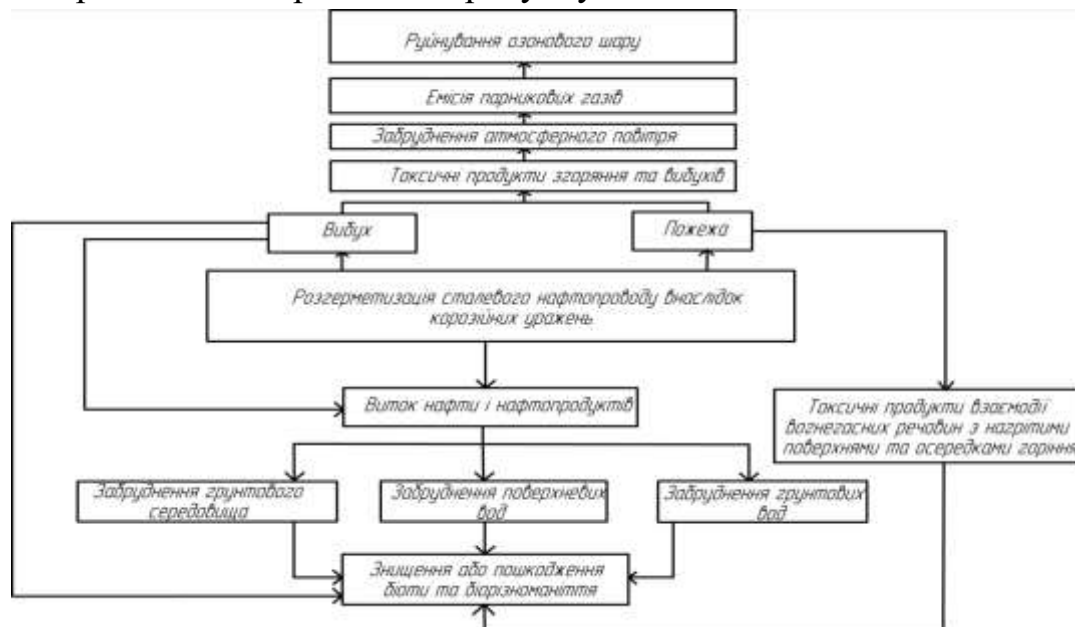 Руйнування озонового шару
Емісія парникових газів
Забруднення атмосферного повітря
Токсичні продукти згоряння та вибухів
Вибух
Пожежа
Розгерметизація сталевого нафтопроводу внаслідок
корозійних уражень
Виток нафти і нафтопродуктів
Токсичні продукти взаємодії
вогнегасних речовин з нагрітими
поверхнями та осередками горіння
Забруднення грунтового
середовища
Забруднення поверхневих
вод
Забруднення грунтових
вод
Знищення або пошкодження
біоти та біорізноманіття